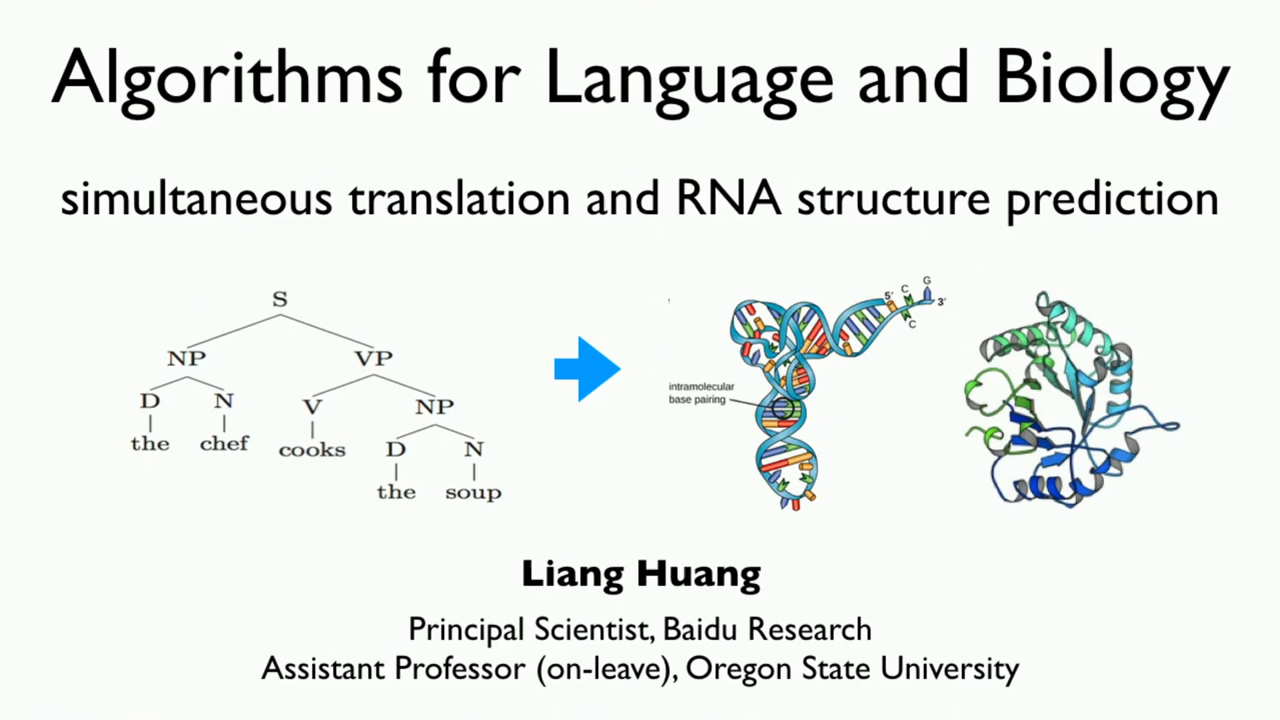 Algorithms for Language and Biology
simultaneous translation and RNA structure prediction
S
NP VP
D N V NP
the chef cooks D N
the soup
5′ C G 3′
C
intramolecular
base pairing
Liang Huang
Principal Scientist, Baidu Research
Assistant Professor (on-leave), Oregon State University